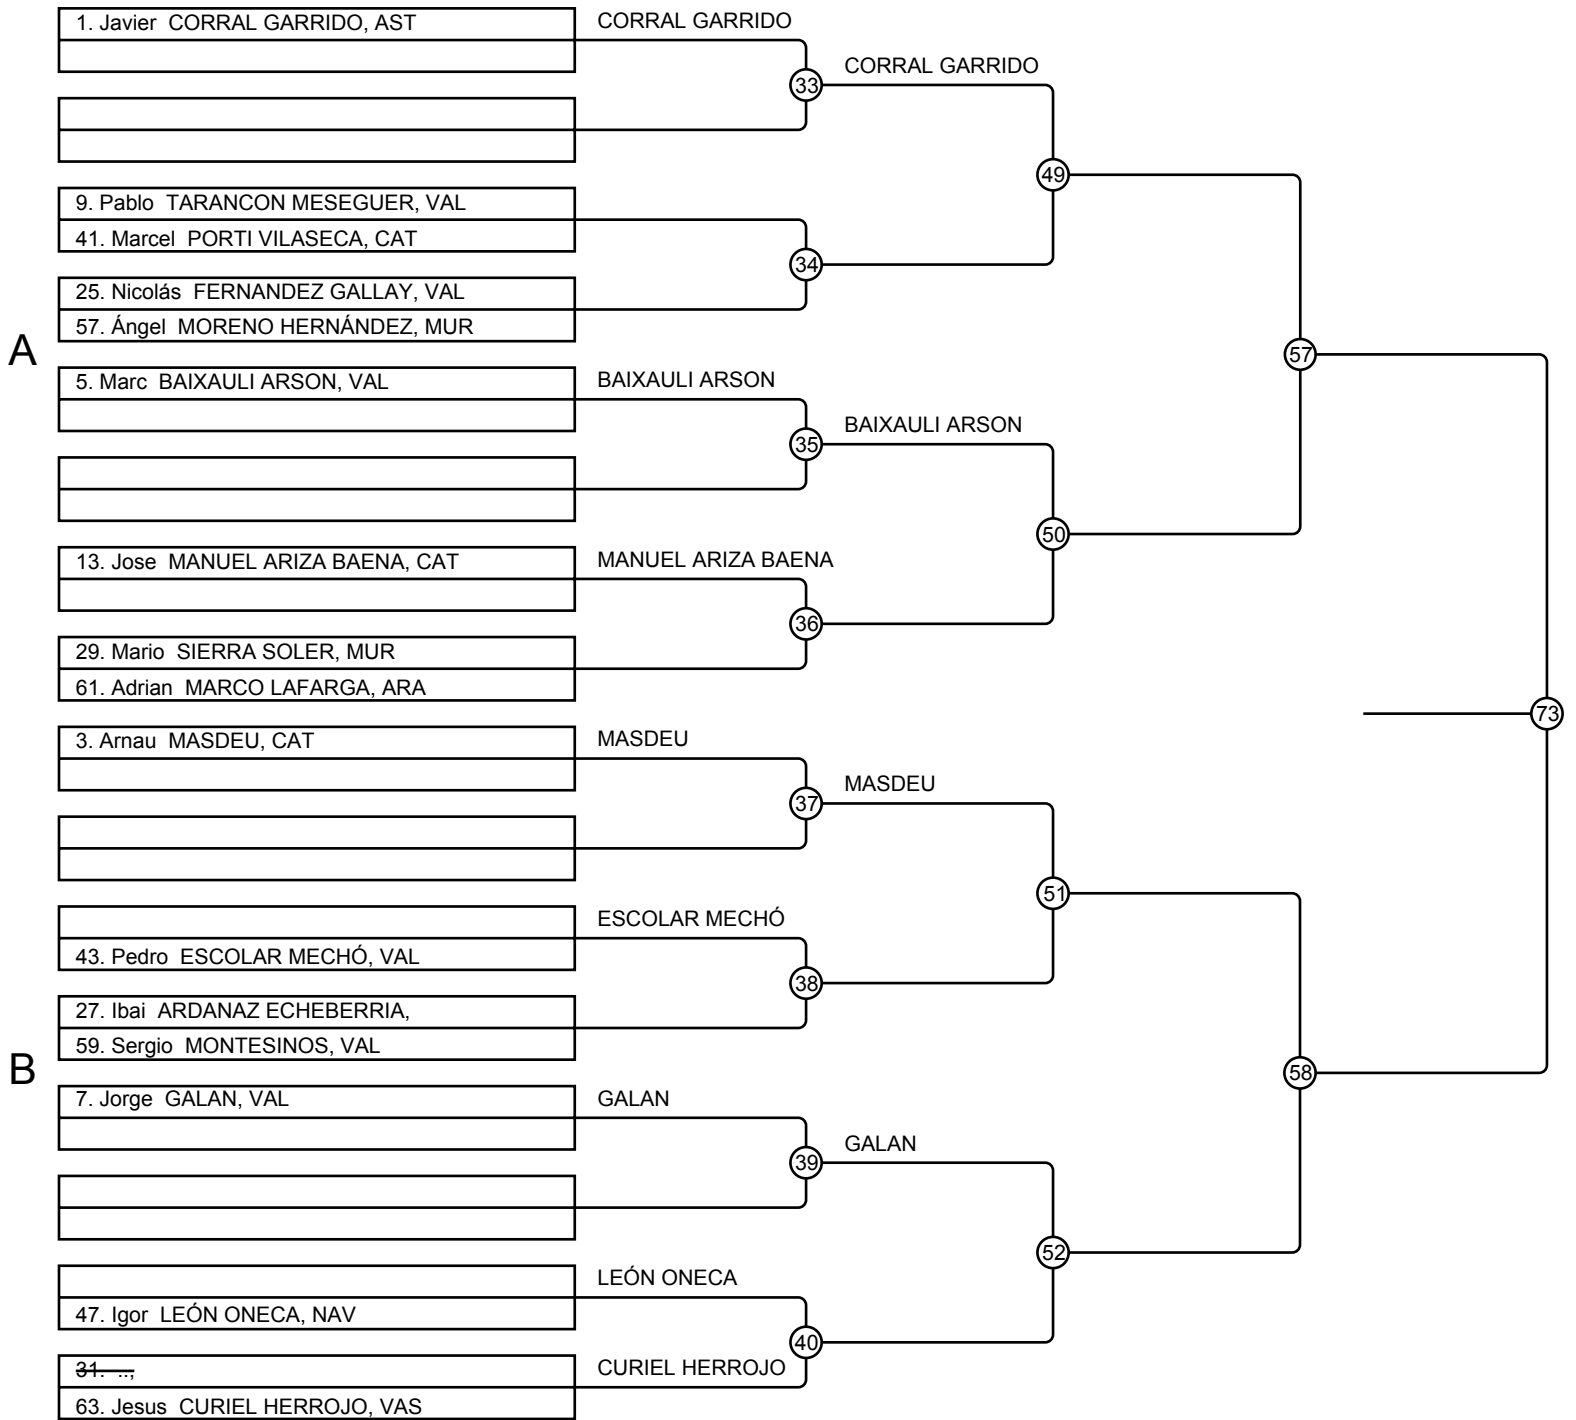 1. Javier CORRAL GARRIDO, AST
CORRAL GARRIDO
CORRAL GARRIDO
33
49
9. Pablo TARANCON MESEGUER, VAL
41. Marcel PORTI VILASECA, CAT
34
25. Nicolás FERNANDEZ GALLAY, VAL
57. Ángel MORENO HERNÁNDEZ, MUR
A
57
5. Marc BAIXAULI ARSON, VAL
BAIXAULI ARSON
BAIXAULI ARSON
35
50
13. Jose MANUEL ARIZA BAENA, CAT
MANUEL ARIZA BAENA
36
29. Mario SIERRA SOLER, MUR
61. Adrian MARCO LAFARGA, ARA
73
3. Arnau MASDEU, CAT
MASDEU
MASDEU
37
51
ESCOLAR MECHÓ
43. Pedro ESCOLAR MECHÓ, VAL
38
27. Ibai ARDANAZ ECHEBERRIA,
59. Sergio MONTESINOS, VAL
B
58
7. Jorge GALAN, VAL
GALAN
GALAN
39
52
LEÓN ONECA
47. Igor LEÓN ONECA, NAV
40
31. ..,
CURIEL HERROJO
63. Jesus CURIEL HERROJO, VAS